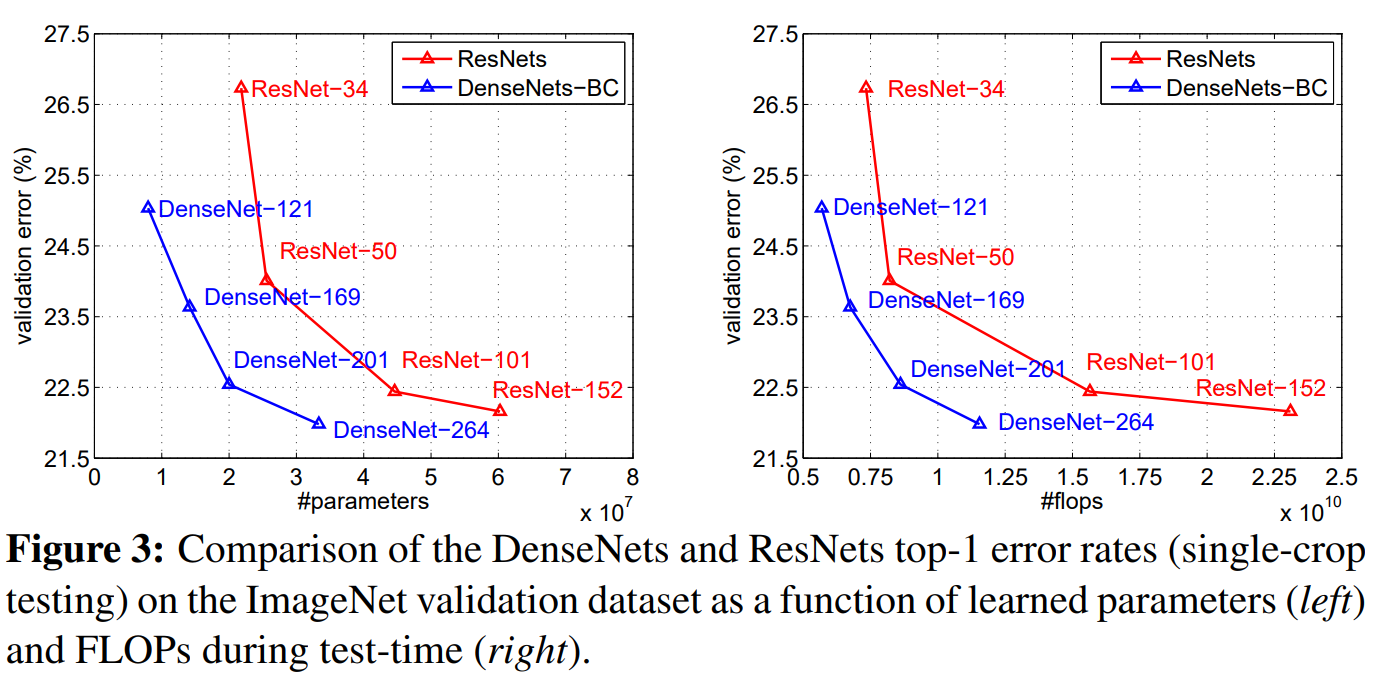 27.5
26.5
25.5
24.5
23.5
22.5
21.5
validation error (%)
ResNets
DenseNets−BC
ResNet−34
DenseNet−121
ResNet−50
DenseNet−169
DenseNet−201
ResNet−101
ResNet−152
DenseNet−264
0 1 2 3 4 5 6 7 8
#parameters
x 10^7
27.5
26.5
25.5
24.5
23.5
22.5
21.5
validation error (%)
ResNets
DenseNets−BC
ResNet−34
DenseNet−121
ResNet−50
DenseNet−169
DenseNet−201
ResNet−101
ResNet−152
DenseNet−264
0.5 0.75 1 1.25 1.5 1.75 2 2.25 2.5
#flops
x 10^10
Figure 3: Comparison of the DenseNets and ResNets top-1 error rates (single-crop
testing) on the ImageNet validation dataset as a function of learned parameters (left)
and FLOPs during test-time (right).